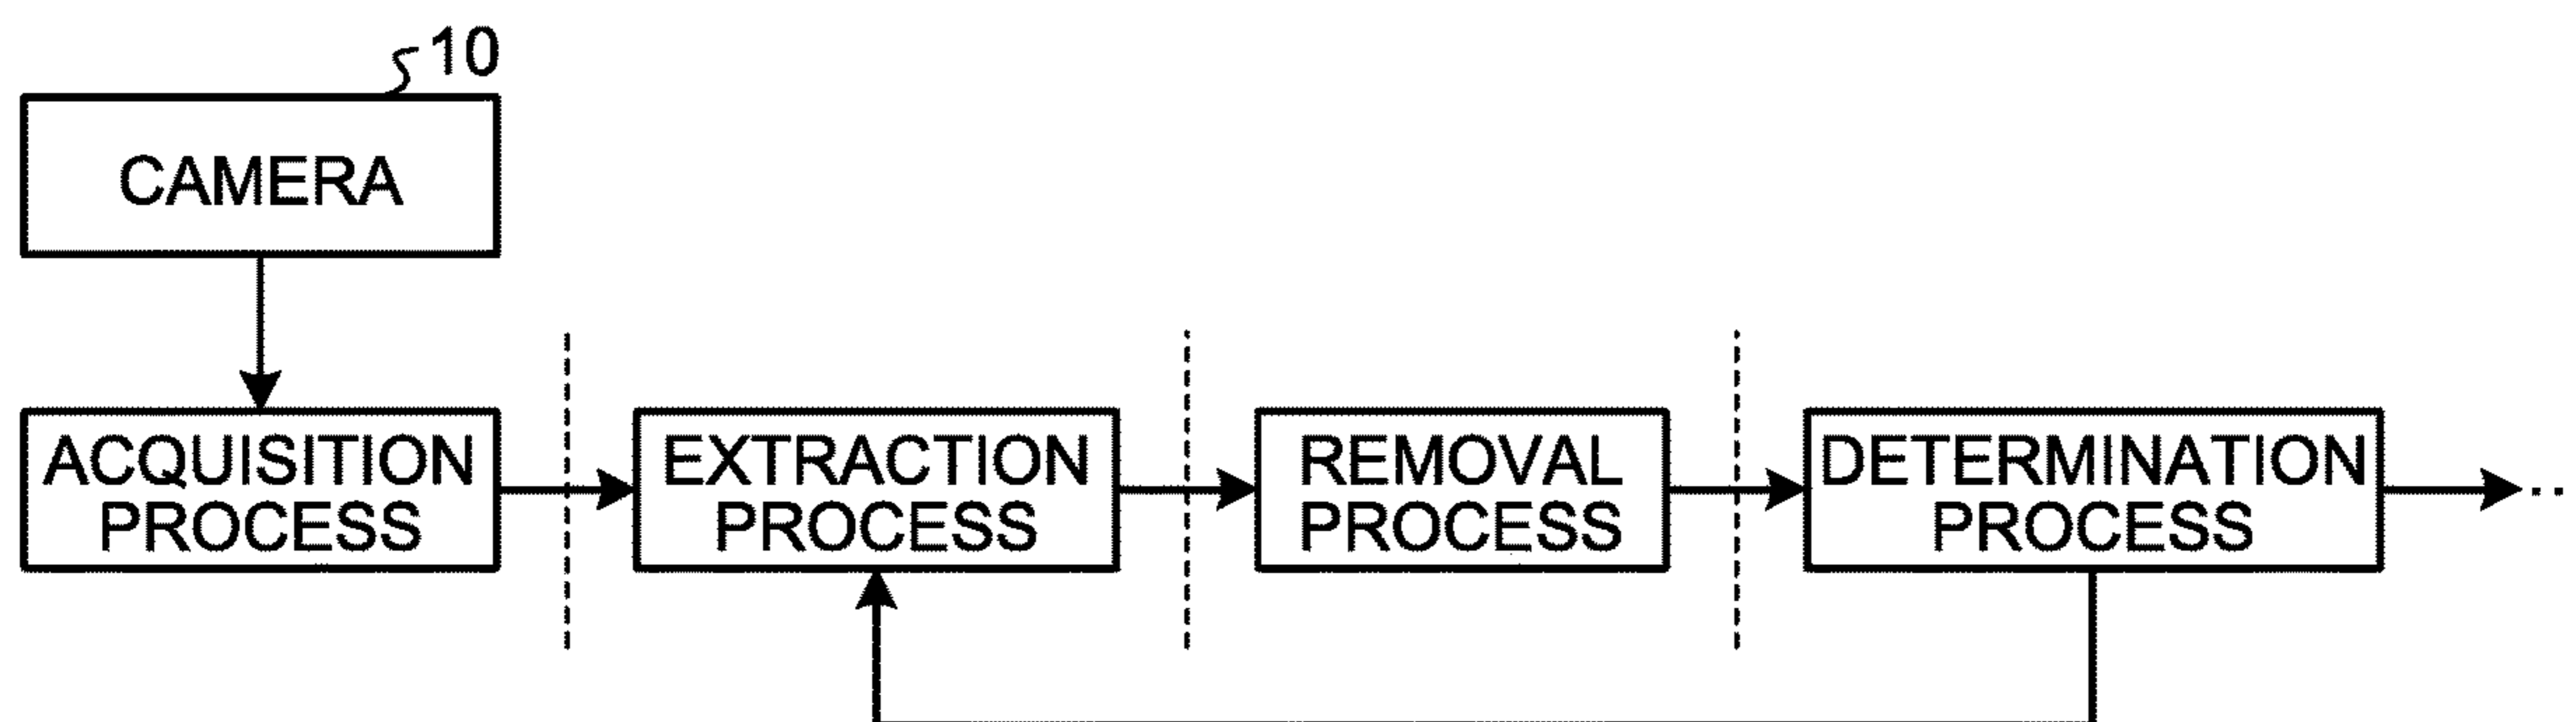 10
CAMERA
ACQUISITION
PROCESS
EXTRACTION
PROCESS
REMOVAL
PROCESS
DETERMINATION
PROCESS
..